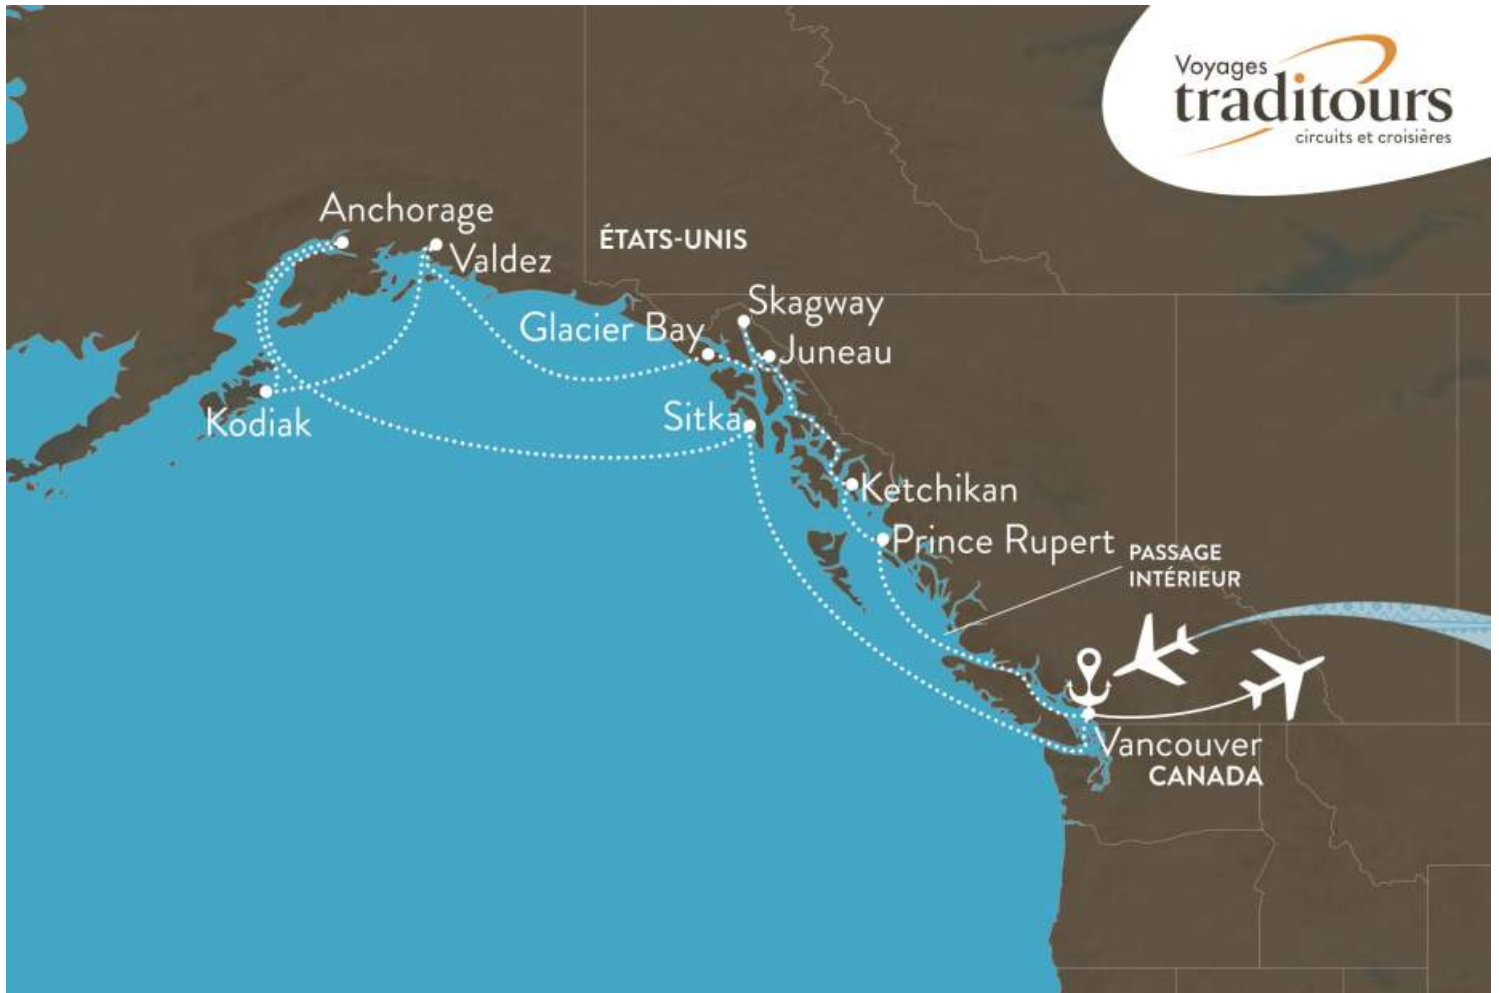 Voyages
traditours
circuits et croisières
Anchorage
Valdez
ÉTATS-UNIS
Skagway
Glacier Bay
Juneau
Kodiak
Sitka
Ketchikan
Prince Rupert
PASSAGE
INTÉRIEUR
Vancouver
CANADA